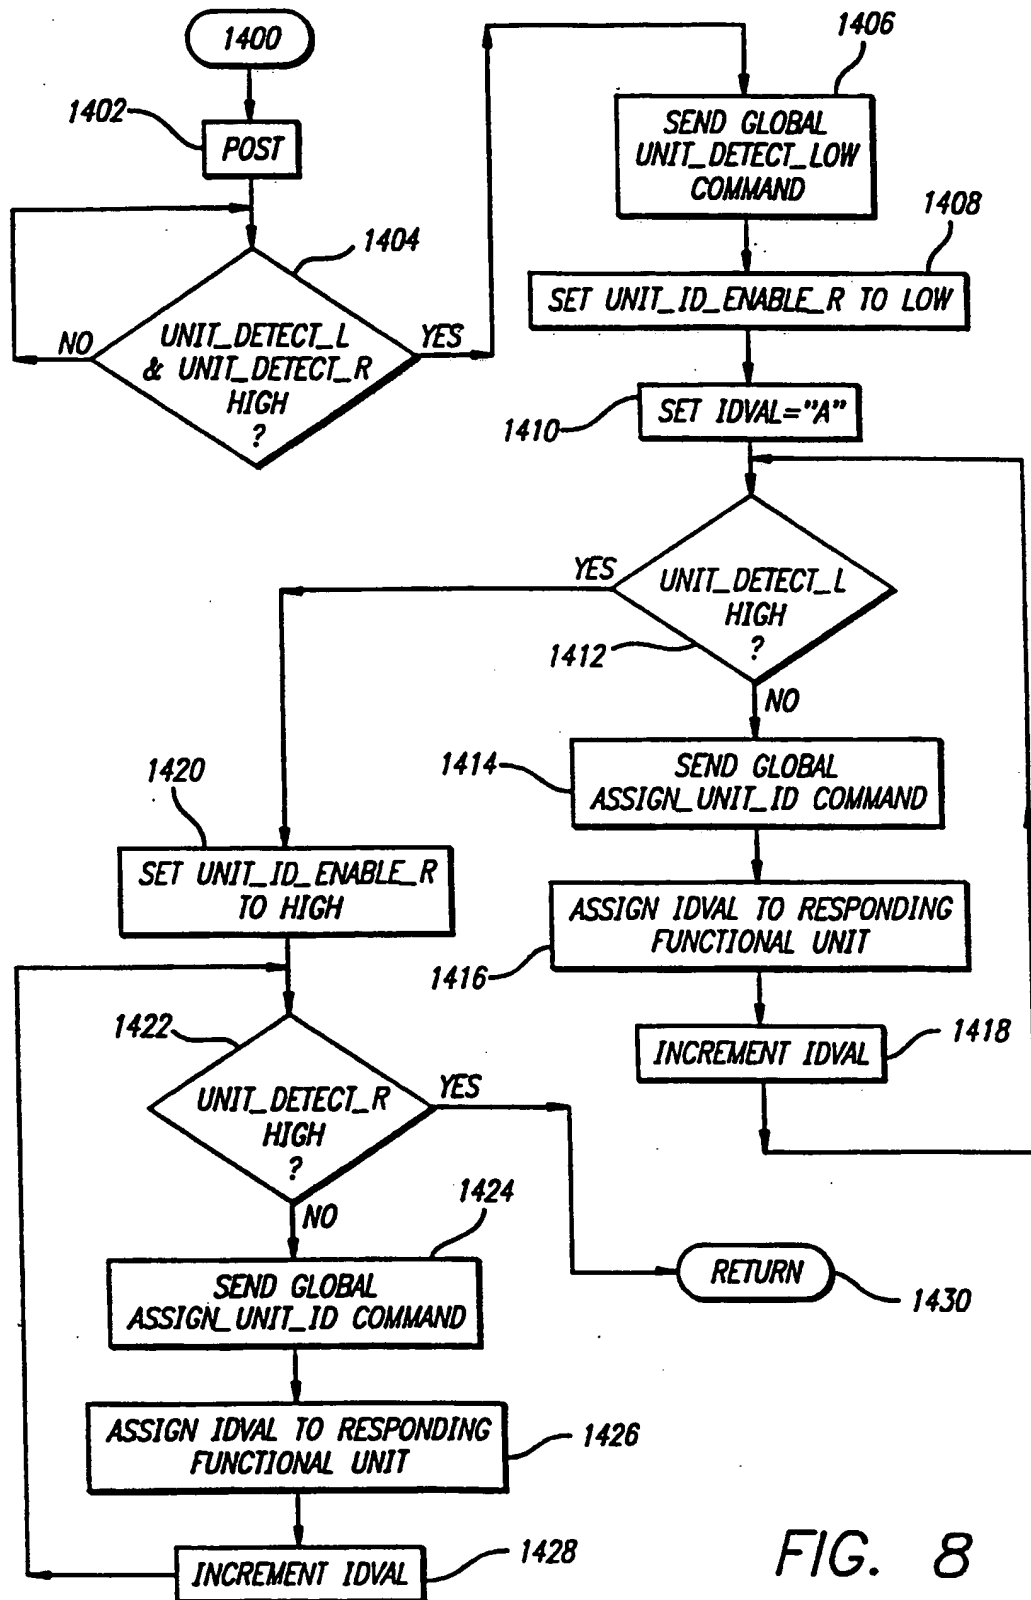 1400
1402
POST
1404
UNIT_DETECT_L
& UNIT_DETECT_R
HIGH
?
NO
YES
1406
SEND GLOBAL
UNIT_DETECT_LOW
COMMAND
1408
SET UNIT_ID_ENABLE_R TO LOW
1410
SET IDVAL="A"
YES
UNIT_DETECT_L
HIGH
?
1412
NO
1414
SEND GLOBAL
ASSIGN_UNIT_ID COMMAND
ASSIGN IDVAL TO RESPONDING
FUNCTIONAL UNIT
1416
INCREMENT IDVAL
1418
1420
SET UNIT_ID_ENABLE_R
TO HIGH
1422
UNIT_DETECT_R
HIGH
?
YES
NO
1424
SEND GLOBAL
ASSIGN_UNIT_ID COMMAND
RETURN
1430
ASSIGN IDVAL TO RESPONDING
FUNCTIONAL UNIT
1426
INCREMENT IDVAL
1428
FIG. 8